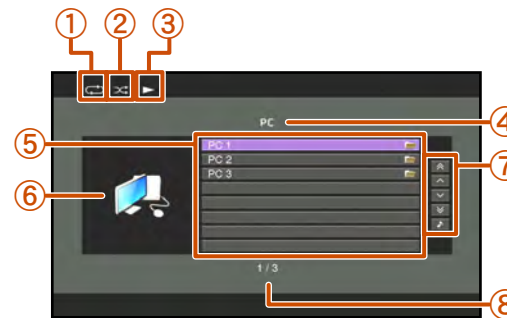 ① ② ③
PC ④
⑤ PC 1
PC 2 ⑦
PC 3
⑥
1 / 3
⑧